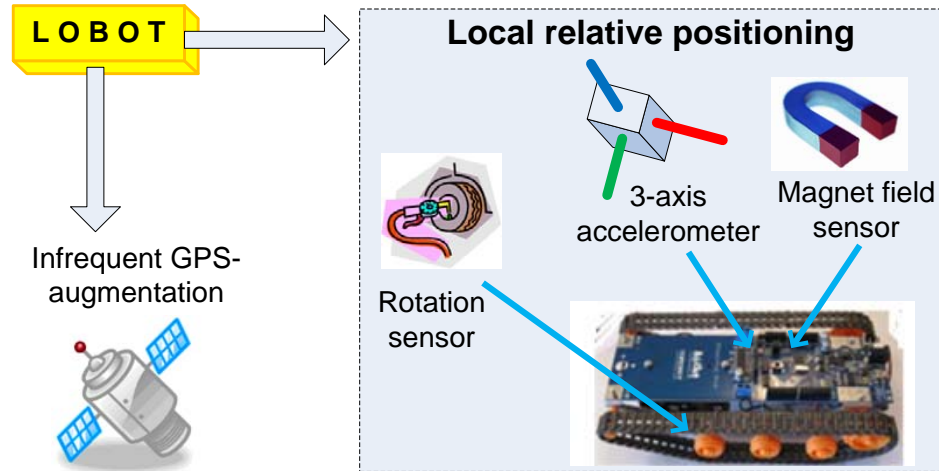 L O B O T
Local relative positioning
3-axis
accelerometer
Magnet field
sensor
Rotation
sensor
Infrequent GPS-
augmentation